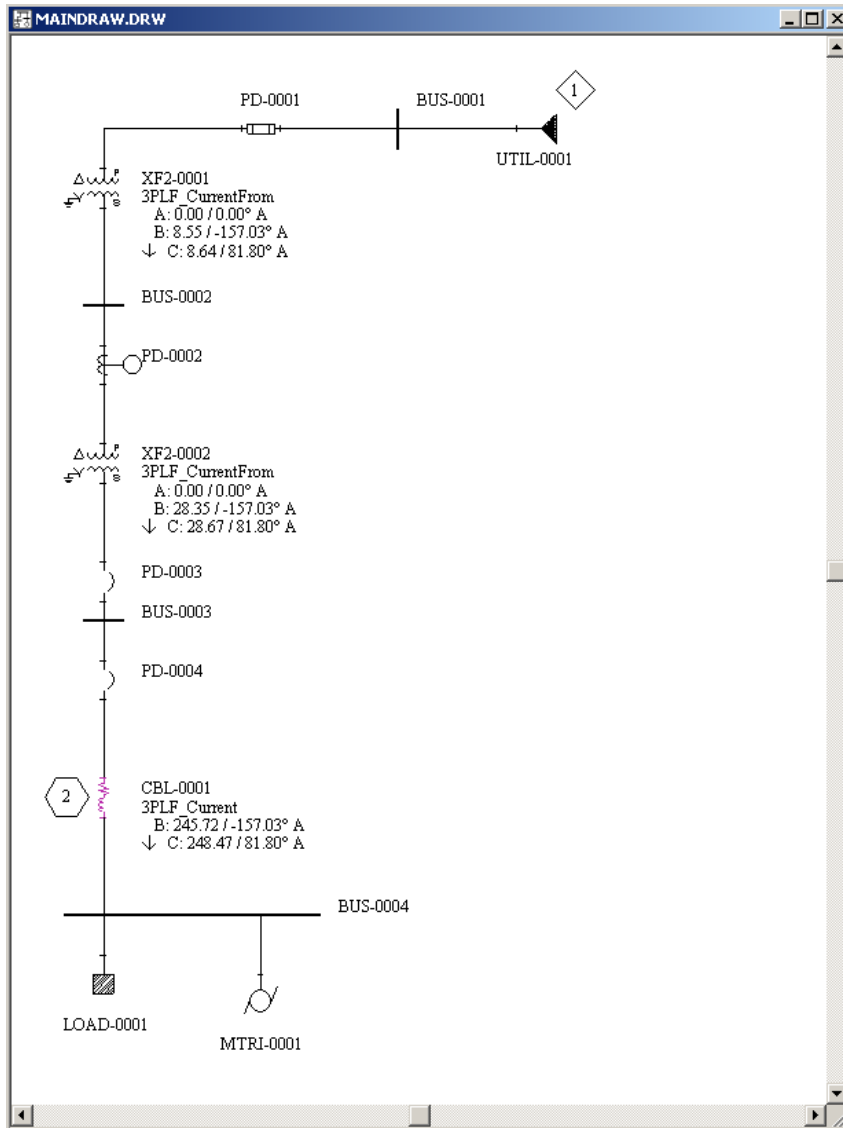 MAINDRAW.DRW
1
PD-0001
BUS-0001
UTIL-0001
XF2-0001
3PLF_CurrentFrom
A: 0.00 / 0.00° A
B: 8.55 / -157.03° A
C: 8.64 / 81.80° A
P
S
BUS-0002
PD-0002
XF2-0002
3PLF_CurrentFrom
A: 0.00 / 0.00° A
B: 28.35 / -157.03° A
C: 28.67 / 81.80° A
P
S
PD-0003
BUS-0003
PD-0004
2
CBL-0001
3PLF_Current
B: 245.72 / -157.03° A
C: 248.47 / 81.80° A
BUS-0004
LOAD-0001
MTRI-0001